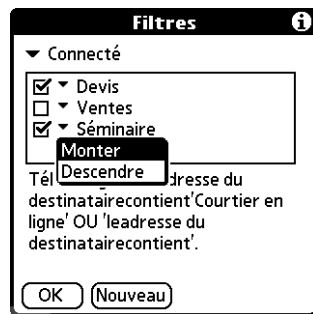 Filtres
Connecté
Devis
Ventes
Séminaire
Monter
Descendre
Tél dresse du
destinatairecontient'Courtier en
ligne' OU 'leadresse du
destinatairecontient'.
OK Nouveau